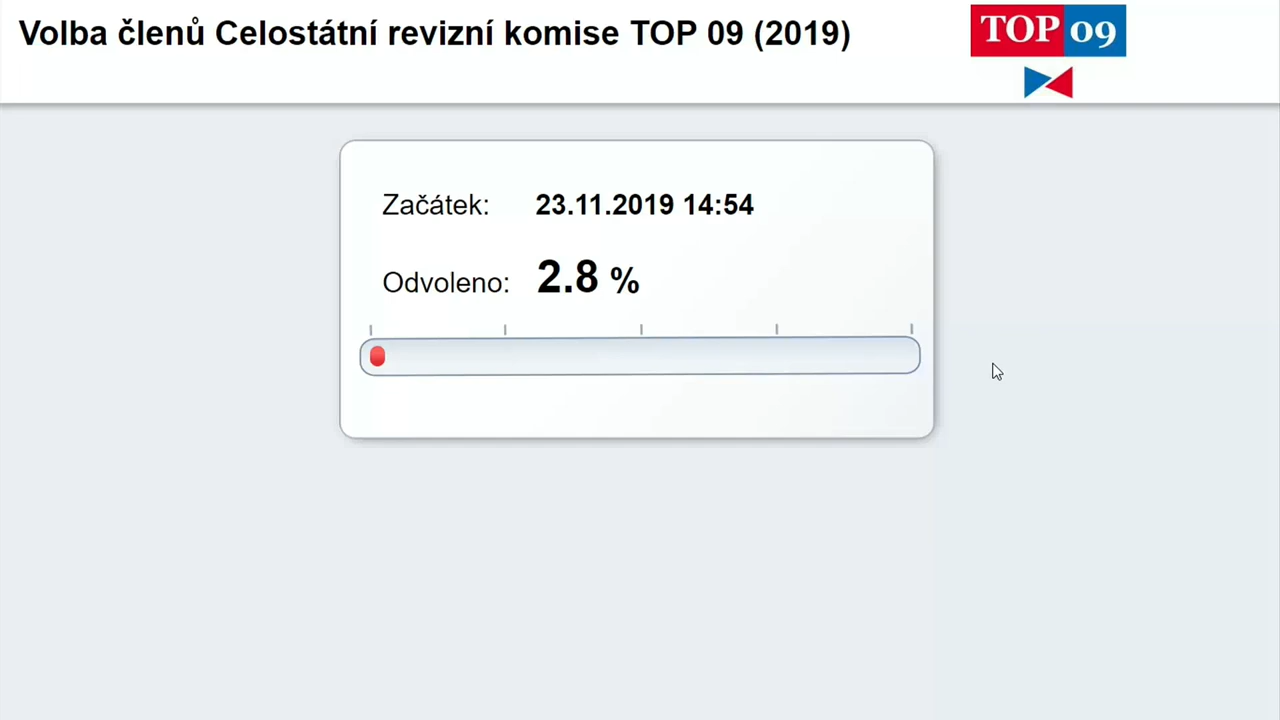 Volba členů Celostátní revizní komise TOP 09 (2019)
TOP 09
Začátek: 23.11.2019 14:54
Odvoleno: 2.8 %